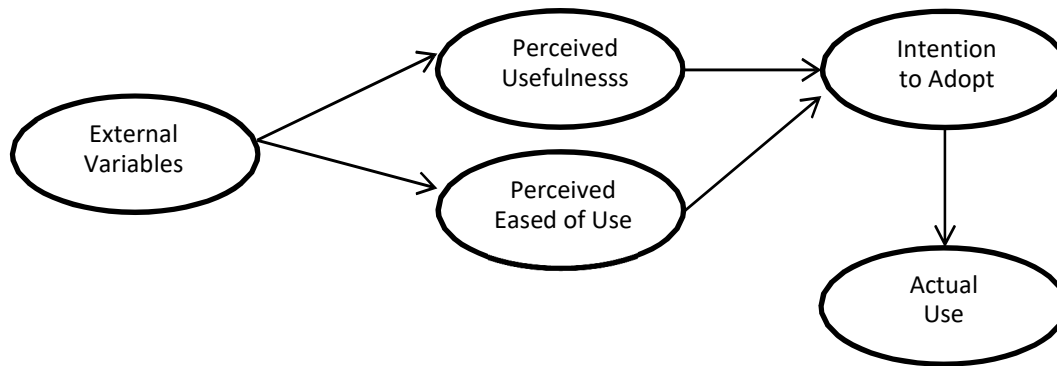 External
Variables
Perceived
Usefulnesss
Perceived
Eased of Use
Intention
to Adopt
Actual
Use